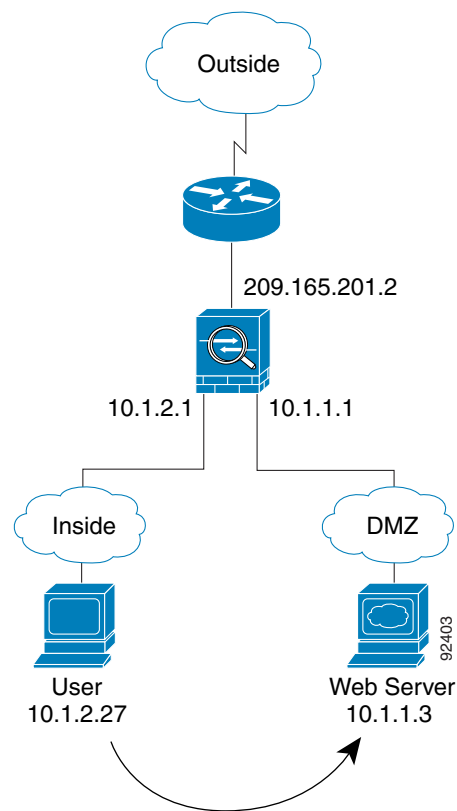 Outside
209.165.201.2
10.1.2.1
10.1.1.1
Inside
DMZ
User
10.1.2.27
Web Server
10.1.1.3
92403